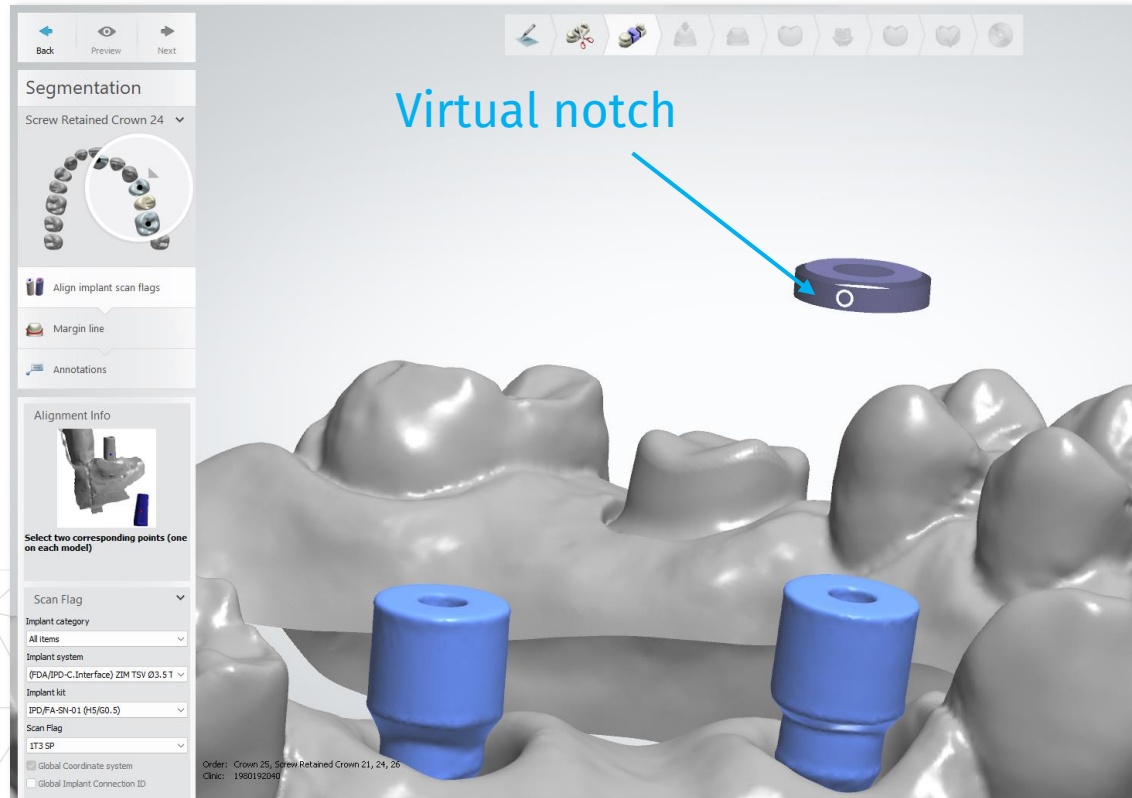 Back
Preview
Next
Segmentation
Screw Retained Crown 24
Virtual notch
Align implant scan flags
Margin line
Annotations
Alignment Info
Select two corresponding points (one
on each model)
Scan Flag
Implant category
All items
Implant system
(FDA/IPD-C.Interface) ZIM TSV Ø3.5 T
Implant kit
IPD/FA-SN-01 (H5/G0.5)
Scan Flag
1T3 SP
Global Coordinate system
Global Implant Connection ID
Order: Crown 25, Screw Retained Crown 21, 24, 26
Clinic: 1980192040